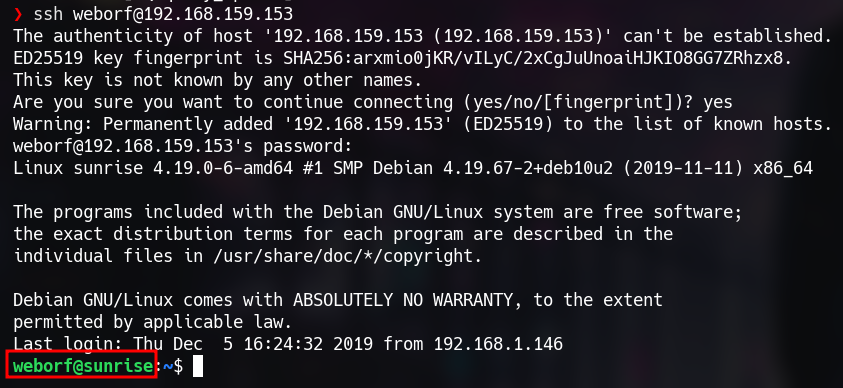 ❯ ssh weborf@192.168.159.153
The authenticity of host '192.168.159.153 (192.168.159.153)' can't be established.
ED25519 key fingerprint is SHA256:arxmio0jKR/vILyC/2xCgJuUnoaiHJKIO8GG7ZRhzx8.
This key is not known by any other names.
Are you sure you want to continue connecting (yes/no/[fingerprint])? yes
Warning: Permanently added '192.168.159.153' (ED25519) to the list of known hosts.
weborf@192.168.159.153's password:
Linux sunrise 4.19.0-6-amd64 #1 SMP Debian 4.19.67-2+deb10u2 (2019-11-11) x86_64
The programs included with the Debian GNU/Linux system are free software;
the exact distribution terms for each program are described in the
individual files in /usr/share/doc/*/copyright.
Debian GNU/Linux comes with ABSOLUTELY NO WARRANTY, to the extent
permitted by applicable law.
Last login: Thu Dec  5 16:24:32 2019 from 192.168.1.146
weborf@sunrise:~$